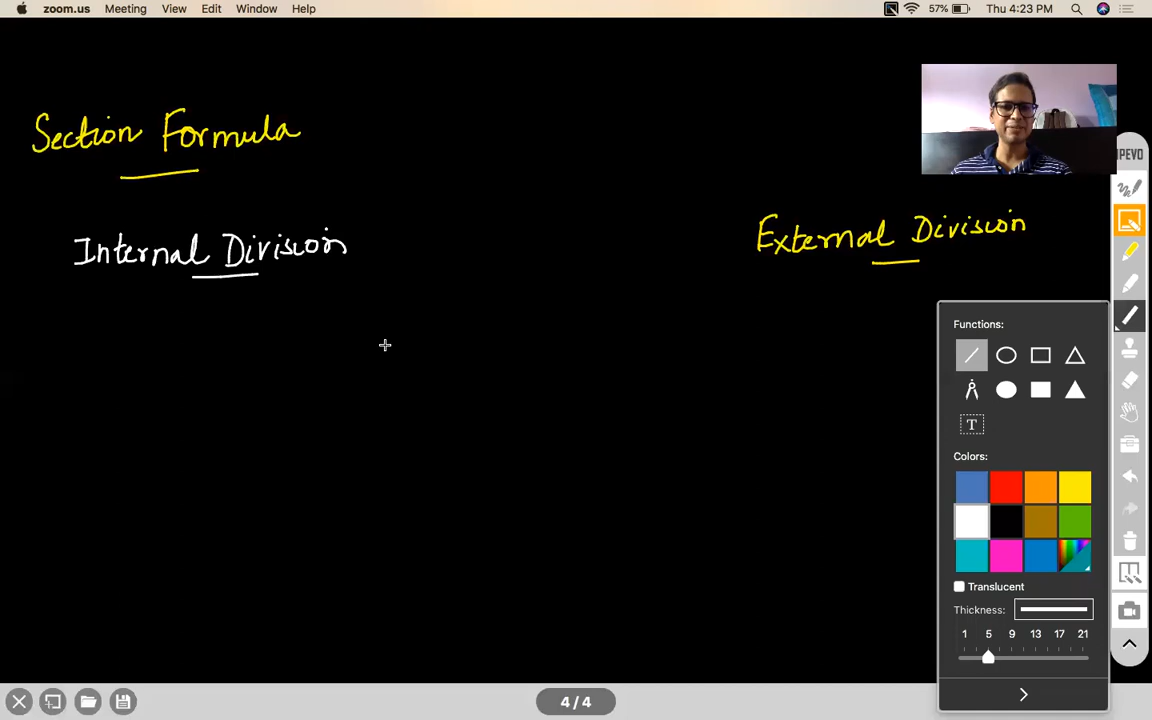 zoom.us Meeting View Edit Window Help 57% Thu 4:23 PM
Section Formula
IPEVO
Internal Division
External Division
Functions:
T
Colors:
Translucent
Thickness:
1 5 9 13 17 21
4 / 4